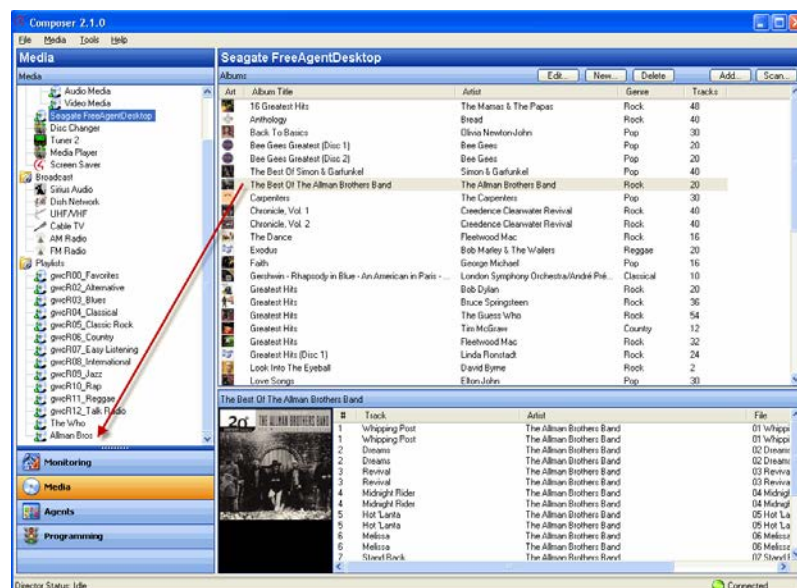 Composer 2.1.0
File Media Tools Help
Media
Media
Audio Media
Video Media
Seagate FreeAgentDesktop
Disc Changer
Tuner 2
Media Player
Screen Saver
Broadcast
Sirius Audio
Dish Network
UHF/VHF
Cable TV
AM Radio
FM Radio
Playlists
gwcR00_Favorites
gwcR02_Alternative
gwcR03_Blues
gwcR04_Classical
gwcR05_Classic Rock
gwcR06_Country
gwcR07_Easy Listening
gwcR08_International
gwcR09_Jazz
gwcR10_Rap
gwcR11_Reggae
gwcR12_Talk Radio
The Who
Allman Bros
Monitoring
Media
Agents
Programming
Seagate FreeAgentDesktop
Albums Edit... New... Delete Add... Scan...
Art Album Title Artist Genre Tracks
16 Greatest Hits The Mamas & The Papas Rock 48
Anthology Bread Rock 40
Back To Basics Olivia Newton-John Pop 30
Bee Gees Greatest (Disc 1) Bee Gees Pop 20
Bee Gees Greatest (Disc 2) Bee Gees Pop 20
The Best Of Simon & Garfunkel Simon & Garfunkel Pop 40
The Best Of The Allman Brothers Band The Allman Brothers Band Rock 20
Carpenters The Carpenters Pop 30
Chronicle, Vol. 1 Creedence Clearwater Revival Rock 40
Chronicle, Vol. 2 Creedence Clearwater Revival Rock 40
The Dance Fleetwood Mac Rock 16
Exodus Bob Marley & The Wailers Reggae 20
Faith George Michael Pop 16
Gershwin - Rhapsody in Blue - An American in Paris - ... London Symphony Orchestra/André Pré... Classical 10
Greatest Hits Bob Dylan Rock 20
Greatest Hits Bruce Springsteen Rock 36
Greatest Hits The Guess Who Rock 54
Greatest Hits Tim McGraw Country 12
Greatest Hits Fleetwood Mac Rock 32
Greatest Hits (Disc 1) Linda Ronstadt Rock 24
Look Into The Eyeball David Byrne Rock 2
Love Songs Elton John Pop 30
The Best Of The Allman Brothers Band
20 THE ALLMAN BROTHERS BAND
# Track Artist File
1 Whipping Post The Allman Brothers Band 01 Whippi
1 Whipping Post The Allman Brothers Band 01 Whippi
2 Dreams The Allman Brothers Band 02 Dreams
2 Dreams The Allman Brothers Band 02 Dreams
3 Revival The Allman Brothers Band 03 Reviva
3 Revival The Allman Brothers Band 03 Reviva
4 Midnight Rider The Allman Brothers Band 04 Midnigl
4 Midnight Rider The Allman Brothers Band 04 Midnigl
5 Hot 'Lanta The Allman Brothers Band 05 Hot 'La
5 Hot 'Lanta The Allman Brothers Band 05 Hot 'La
6 Melissa The Allman Brothers Band 06 Melissa
6 Melissa The Allman Brothers Band 06 Melissa
7 Stand Back The Allman Brothers Band 07 Stand
Director Status: Idle Connected